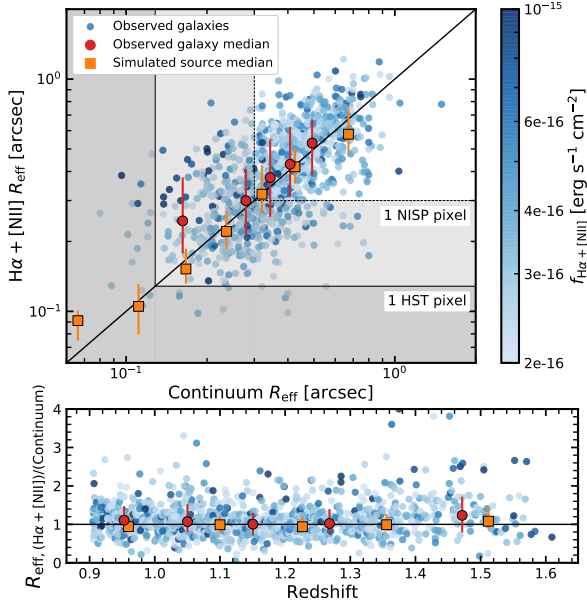 Observed galaxies
Observed galaxy median
Simulated source median
10⁰
10⁻¹
Hα + [NII] R_eff [arcsec]
1 NISP pixel
1 HST pixel
10⁻¹ 10⁰
Continuum R_eff [arcsec]
10⁻¹⁵
6e-16
4e-16
3e-16
2e-16
f_Hα + [NII] [erg s⁻¹ cm⁻²]
4
3
2
1
0
R_eff, (Hα + [NII])/(Continuum)
0.9 1.0 1.1 1.2 1.3 1.4 1.5 1.6
Redshift